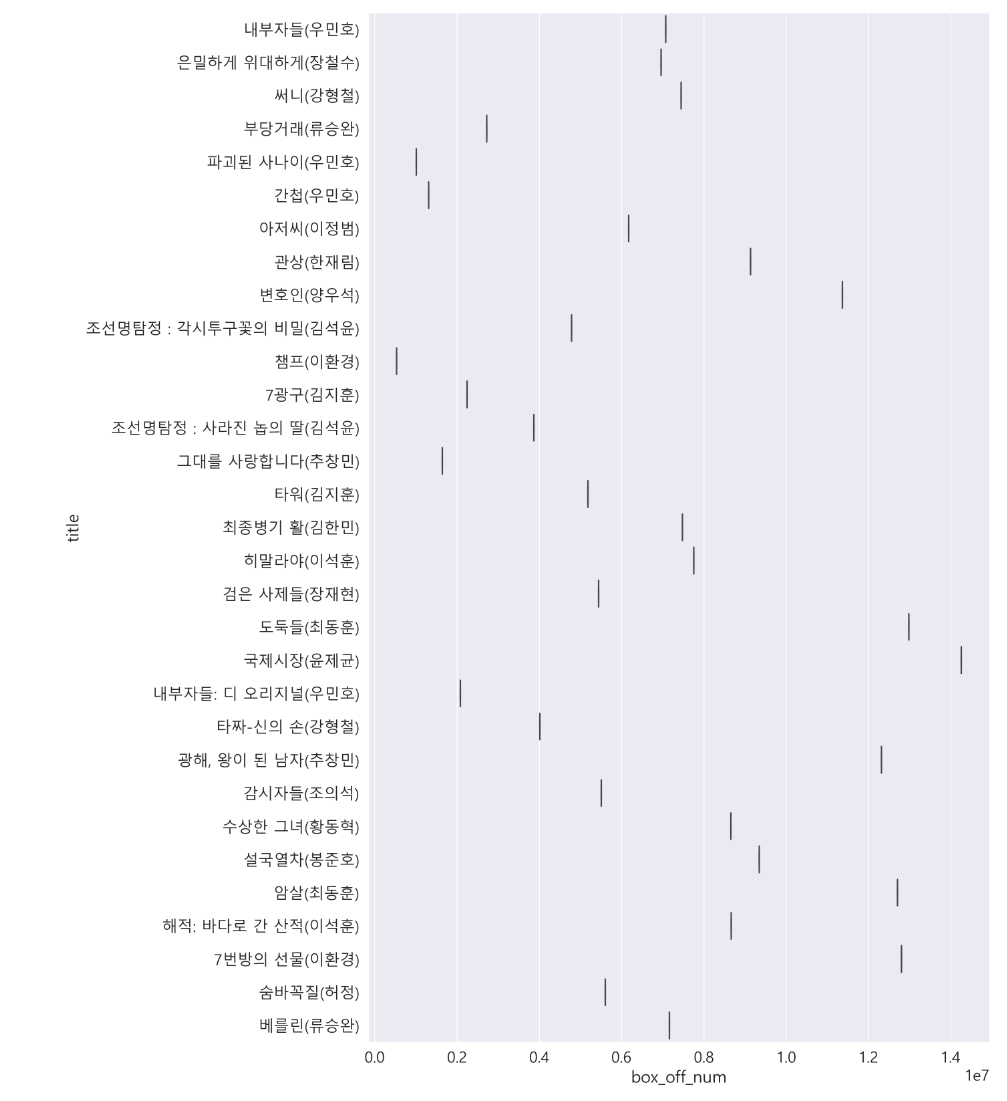 내부자들(우민호)
은밀하게 위대하게(장철수)
써니(강형철)
부당거래(류승완)
파괴된 사나이(우민호)
간첩(우민호)
아저씨(이정범)
관상(한재림)
변호인(양우석)
조선명탐정 : 각시투구꽃의 비밀(김석윤)
챔프(이환경)
7광구(김지훈)
조선명탐정 : 사라진 놉의 딸(김석윤)
그대를 사랑합니다(추창민)
타워(김지훈)
title
최종병기 활(김한민)
히말라야(이석훈)
검은 사제들(장재현)
도둑들(최동훈)
국제시장(윤제균)
내부자들: 디 오리지널(우민호)
타짜-신의 손(강형철)
광해, 왕이 된 남자(추창민)
감시자들(조의석)
수상한 그녀(황동혁)
설국열차(봉준호)
암살(최동훈)
해적: 바다로 간 산적(이석훈)
7번방의 선물(이환경)
숨바꼭질(허정)
베를린(류승완)
0.0 0.2 0.4 0.6 0.8 1.0 1.2 1.4
box_off_num
1e7